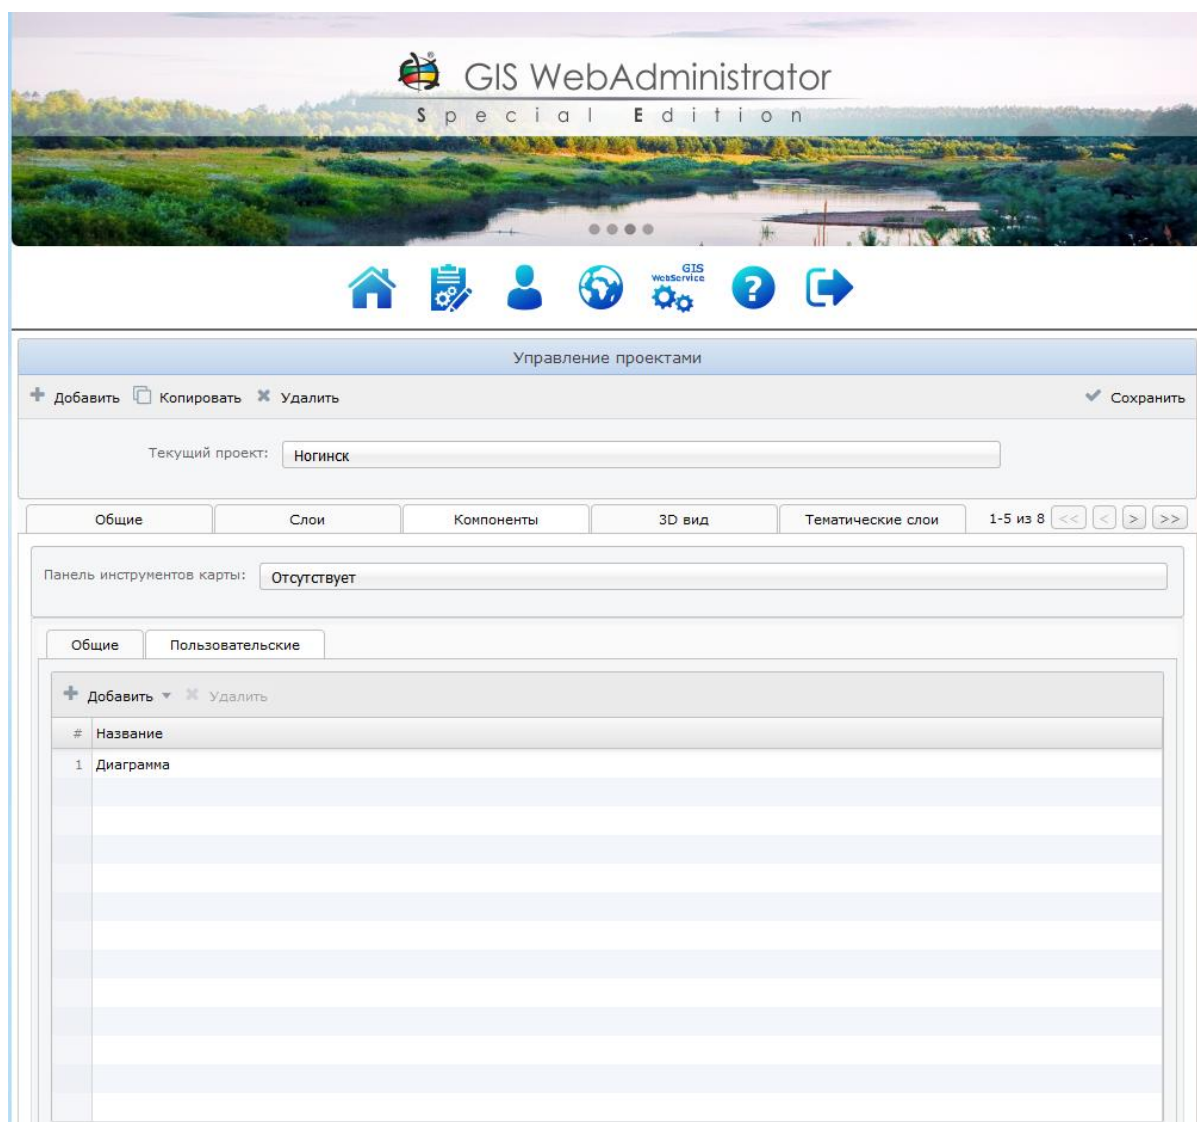 GIS WebAdministrator
Special Edition
GIS
WebService
?
Управление проектами
Добавить Копировать Удалить Сохранить
Текущий проект: Ногинск
Общие Слои Компоненты 3D вид Тематические слои 1-5 из 8 << < > >>
Панель инструментов карты: Отсутствует
Общие Пользовательские
Добавить Удалить
# Название
1 Диаграмма